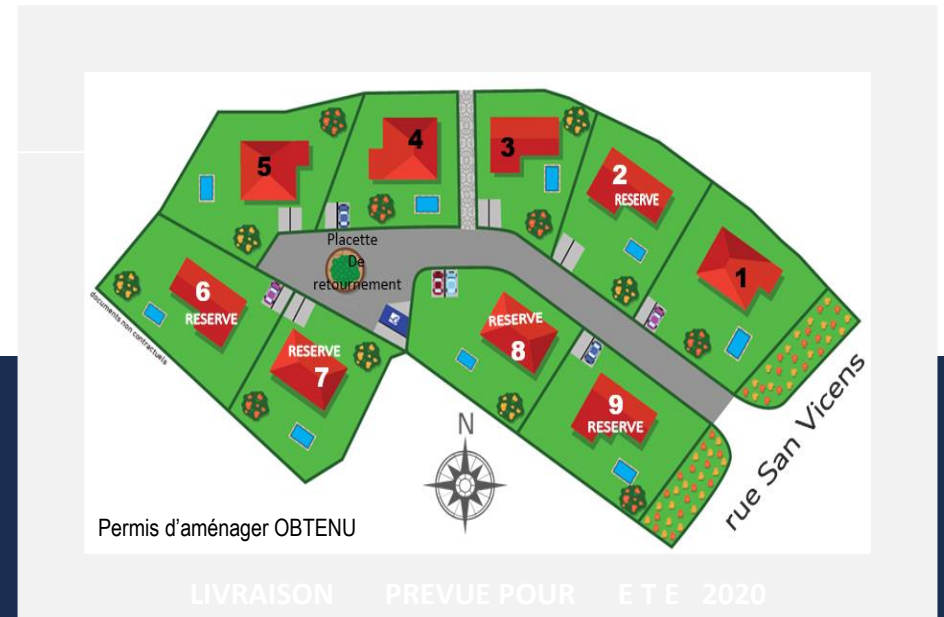 5
4
3
2
RESERVE
1
Placette
De
retournement
6
RESERVE
documents non contractuels
RESERVE
7
RESERVE
8
9
RESERVE
rue San Vicens
N
Permis d'aménager OBTENU
LIVRAISON PREVUE POUR E T E 2020